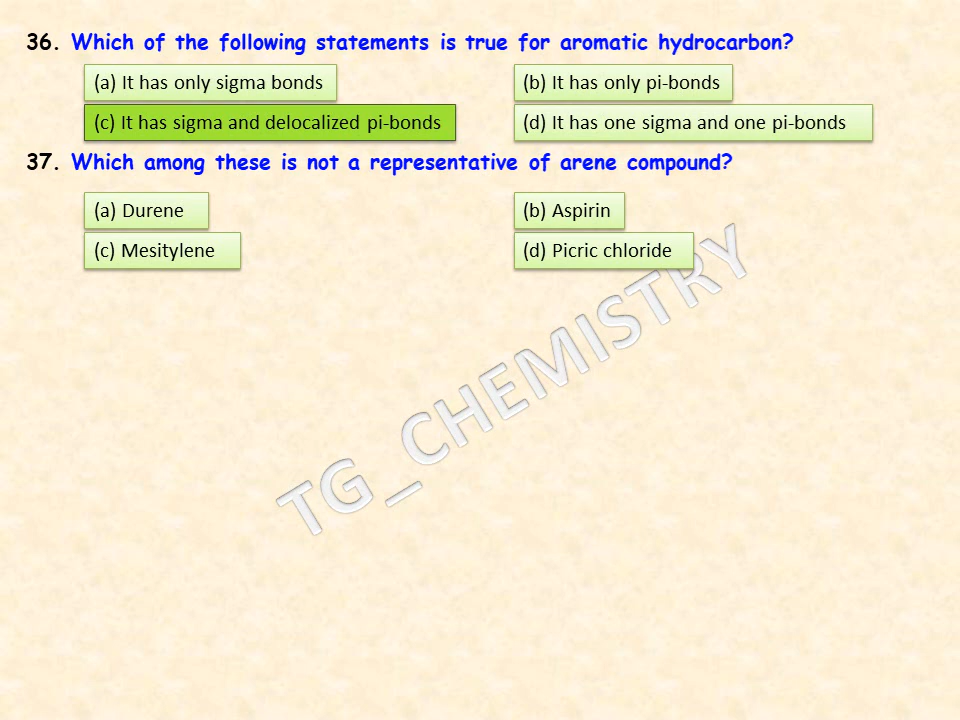 36. Which of the following statements is true for aromatic hydrocarbon?
(a) It has only sigma bonds
(b) It has only pi-bonds
(c) It has sigma and delocalized pi-bonds
(d) It has one sigma and one pi-bonds
37. Which among these is not a representative of arene compound?
(a) Durene
(b) Aspirin
(c) Mesitylene
(d) Picric chloride
TG_CHEMISTRY